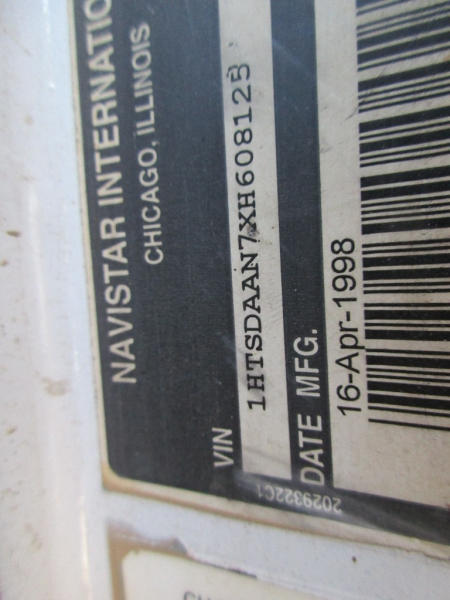 NAVISTAR INTERNATIO
CHICAGO, ILLINOIS
VIN 1HTSDAAN7XH608125
DATE MFG.
16-Apr-1998
2029322C1